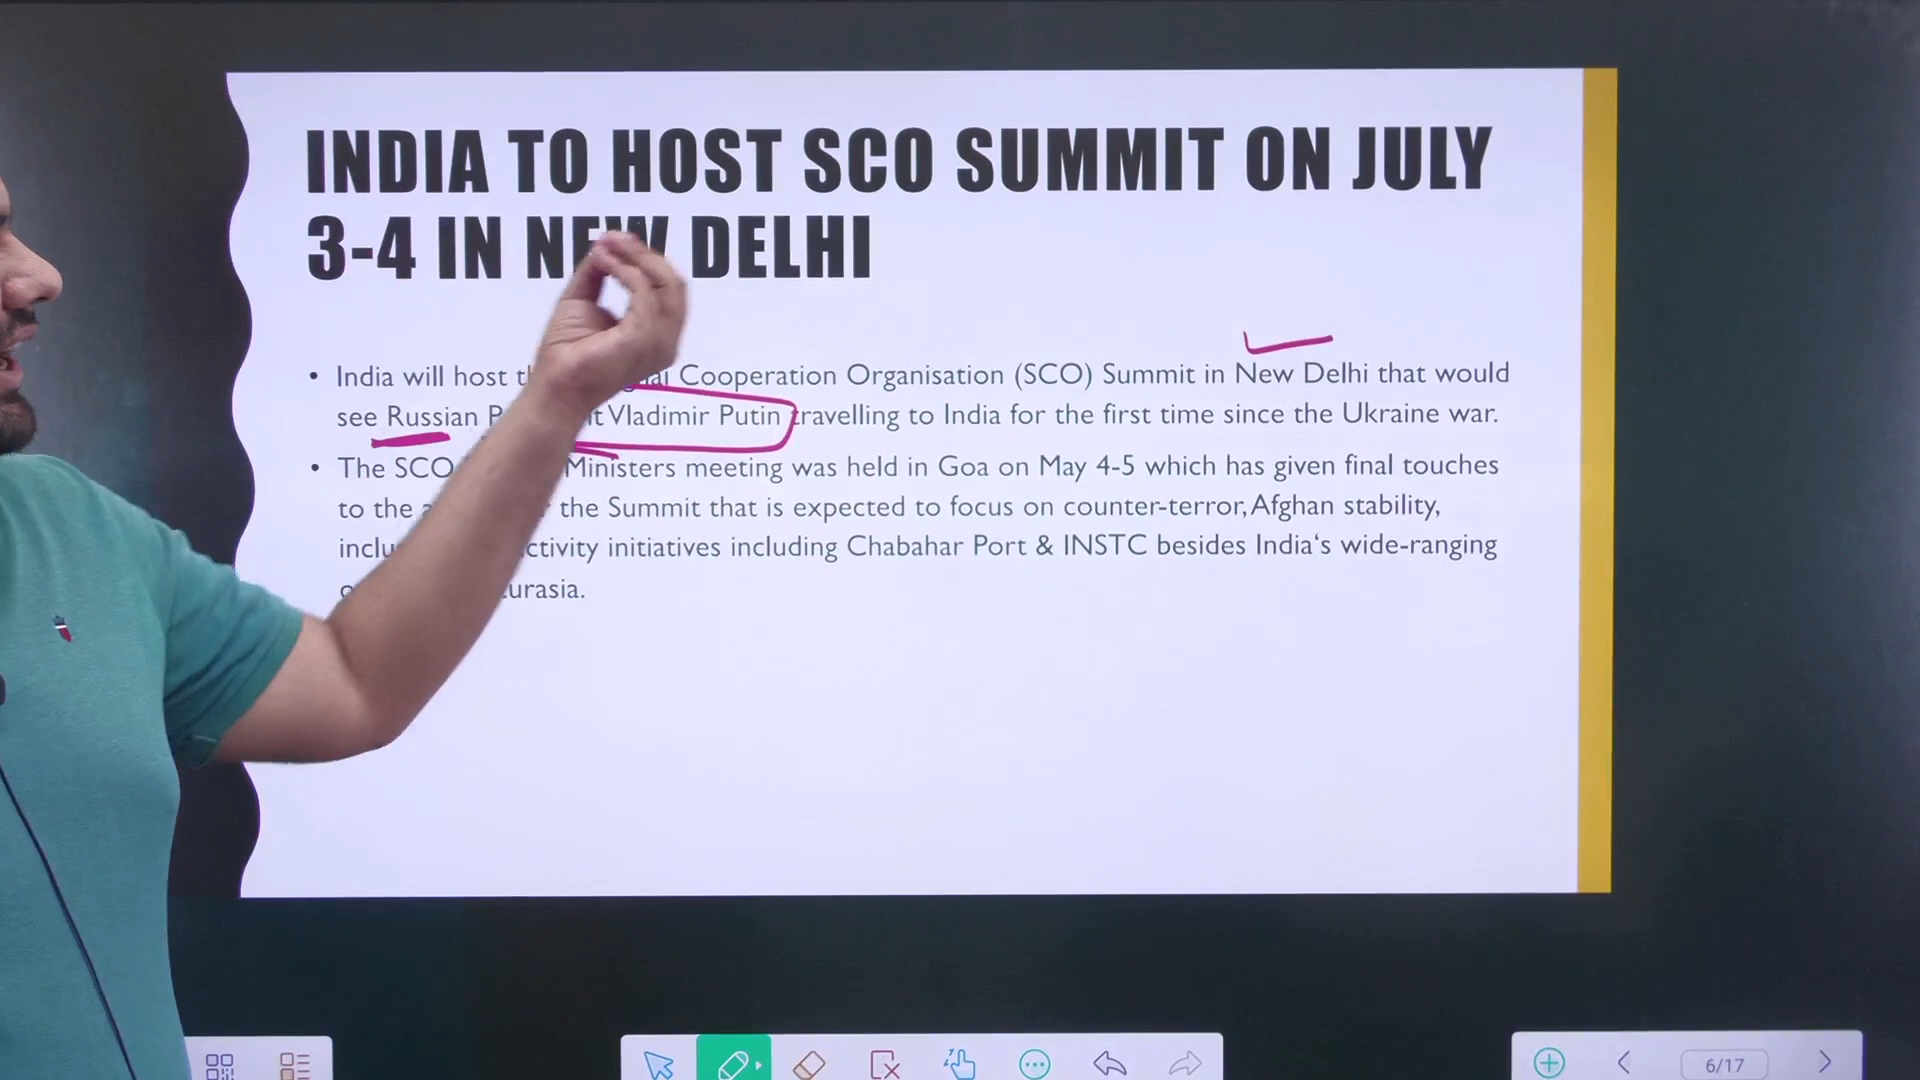 INDIA TO HOST SCO SUMMIT ON JULY
3-4 IN NEW DELHI
• India will host Cooperation Organisation (SCO) Summit in New Delhi that would
see Russian Vladimir Putin travelling to India for the first time since the Ukraine war.
• The SCO Ministers meeting was held in Goa on May 4-5 which has given final touches
to the the Summit that is expected to focus on counter-terror, Afghan stability,
initiatives including Chabahar Port & INSTC besides India's wide-ranging
6/17